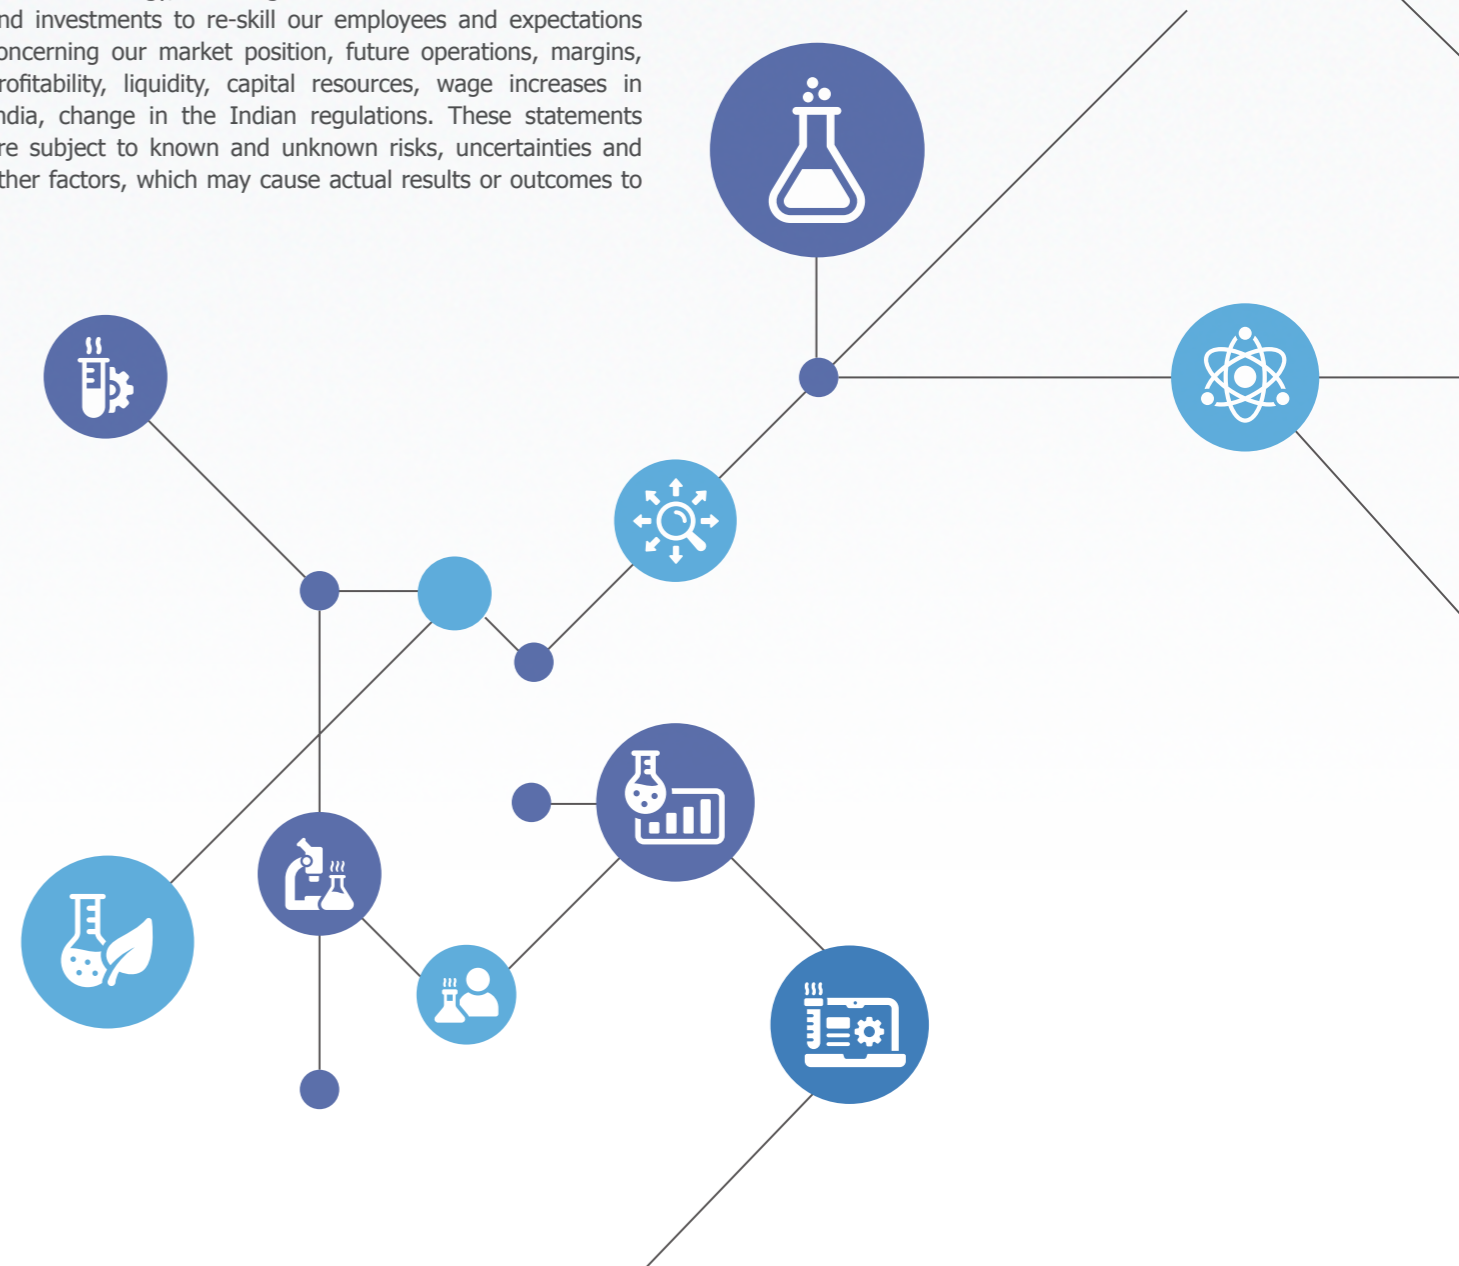 nd investments to re-skill our employees and expectations
oncerning our market position, future operations, margins,
rofitability, liquidity, capital resources, wage increases in
ndia, change in the Indian regulations. These statements
re subject to known and unknown risks, uncertainties and
ther factors, which may cause actual results or outcomes to